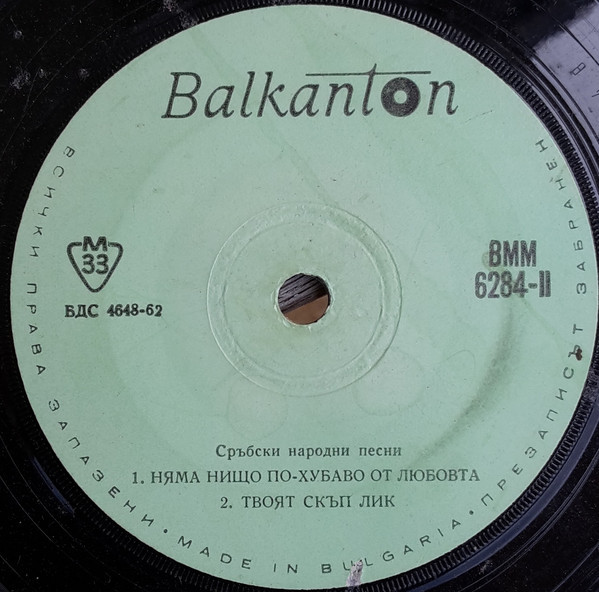 Balkanton
М
33
БДС 4648-62
ВММ
6284-II
Сръбски народни песни
1. НЯМА НИЩО ПО-ХУБАВО ОТ ЛЮБОВТА
2. ТВОЯТ СКЪП ЛИК
ВСИЧКИ ПРАВА ЗАПАЗЕНИ • MADE IN BULGARIA • ПРЕЗАПИСЪТ ЗАБРАНЕН